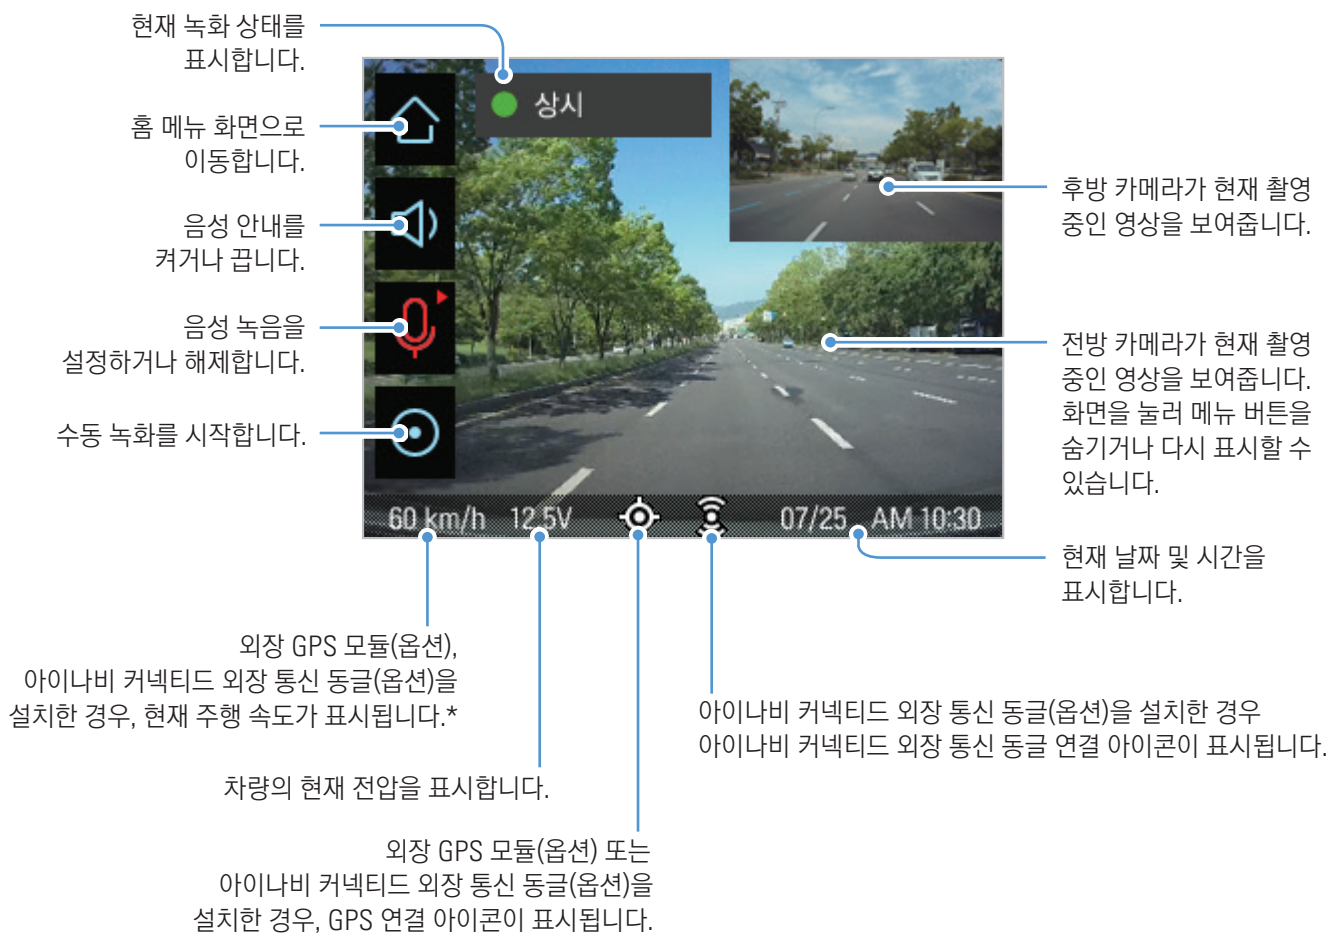 현재 녹화 상태를
표시합니다.
홈 메뉴 화면으로
이동합니다.
음성 안내를
켜거나 끕니다.
음성 녹음을
설정하거나 해제합니다.
수동 녹화를 시작합니다.
상시
후방 카메라가 현재 촬영
중인 영상을 보여줍니다.
전방 카메라가 현재 촬영
중인 영상을 보여줍니다.
화면을 눌러 메뉴 버튼을
숨기거나 다시 표시할 수
있습니다.
60 km/h 12.5V 07/25 AM 10:30
현재 날짜 및 시간을
표시합니다.
외장 GPS 모듈(옵션),
아이나비 커넥티드 외장 통신 동글(옵션)을
설치한 경우, 현재 주행 속도가 표시됩니다.*
아이나비 커넥티드 외장 통신 동글(옵션)을 설치한 경우
아이나비 커넥티드 외장 통신 동글 연결 아이콘이 표시됩니다.
차량의 현재 전압을 표시합니다.
외장 GPS 모듈(옵션) 또는
아이나비 커넥티드 외장 통신 동글(옵션)을
설치한 경우, GPS 연결 아이콘이 표시됩니다.